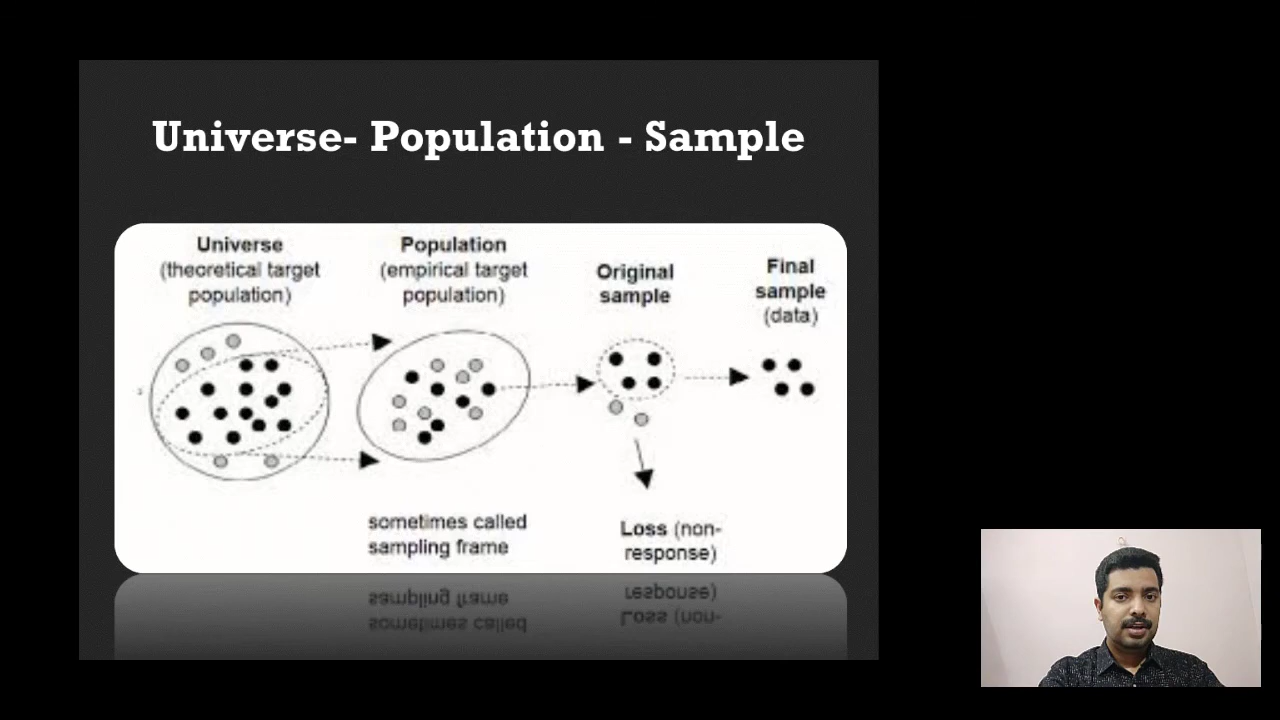 Universe- Population - Sample
Universe
(theoretical target
population)
Population
(empirical target
population)
Original
sample
Final
sample
(data)
sometimes called
sampling frame
Loss (non-
response)